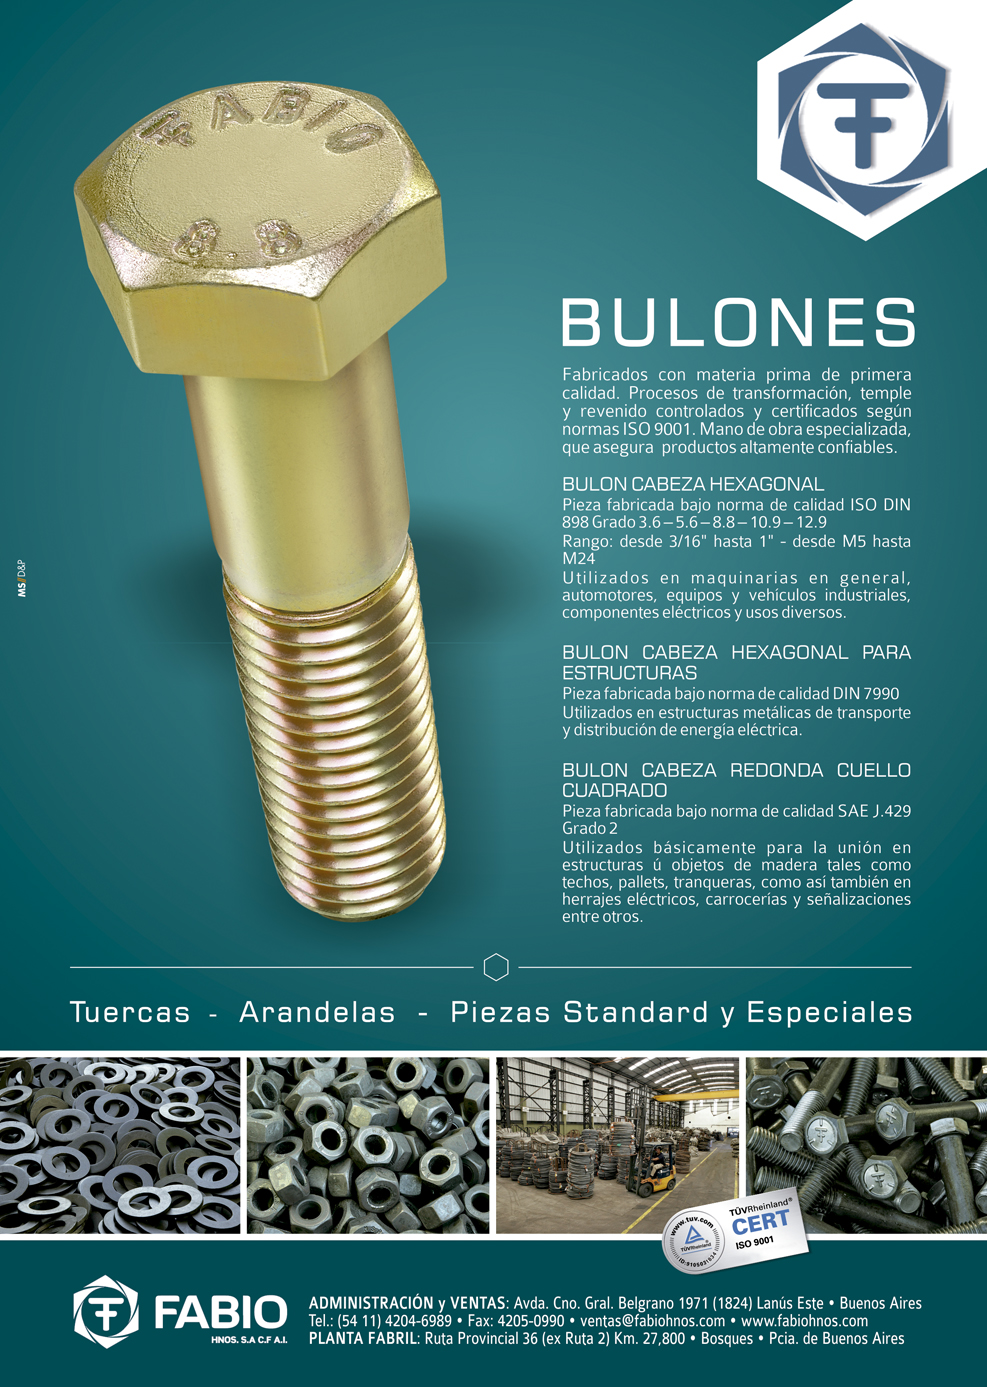 FABIO
8.8
BULONES
Fabricados con materia prima de primera
calidad. Procesos de transformación, temple
y revenido controlados y certificados según
normas ISO 9001. Mano de obra especializada,
que asegura productos altamente confiables.
BULON CABEZA HEXAGONAL
Pieza fabricada bajo norma de calidad ISO DIN
898 Grado 3.6 – 5.6 – 8.8 – 10.9 – 12.9
Rango: desde 3/16" hasta 1" - desde M5 hasta
M24
Utilizados en maquinarias en general,
automotores, equipos y vehículos industriales,
componentes eléctricos y usos diversos.
BULON CABEZA HEXAGONAL PARA
ESTRUCTURAS
Pieza fabricada bajo norma de calidad DIN 7990
Utilizados en estructuras metálicas de transporte
y distribución de energía eléctrica.
BULON CABEZA REDONDA CUELLO
CUADRADO
Pieza fabricada bajo norma de calidad SAE J.429
Grado 2
Utilizados básicamente para la unión en
estructuras ú objetos de madera tales como
techos, pallets, tranqueras, como así también en
herrajes eléctricos, carrocerías y señalizaciones
entre otros.
MS//D&P
Tuercas - Arandelas - Piezas Standard y Especiales
www.tuv.com
TÜVRheinland®
ID:9105031634
TÜVRheinland®
CERT
ISO 9001
FABIO
HNOS. S.A C.F A.I.
ADMINISTRACIÓN y VENTAS: Avda. Cno. Gral. Belgrano 1971 (1824) Lanús Este • Buenos Aires
Tel.: (54 11) 4204-6989 • Fax: 4205-0990 • ventas@fabiohnos.com • www.fabiohnos.com
PLANTA FABRIL: Ruta Provincial 36 (ex Ruta 2) Km. 27,800 • Bosques • Pcia. de Buenos Aires